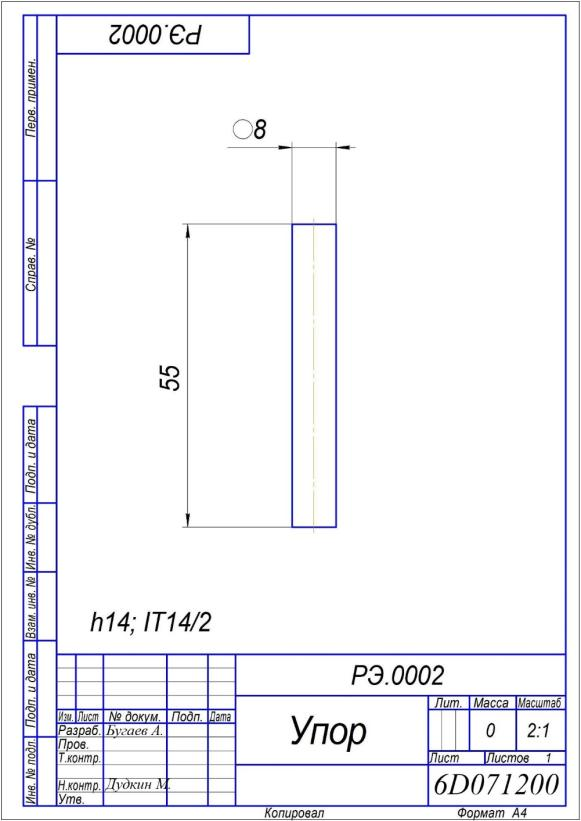 РЭ.0002
Перв. примен.
Справ. №
◯8
55
h14; IT14/2
Подп. и дата
Инв. № дубл.
Взам. инв. №
Подп. и дата
Инв. № подл.
РЭ.0002
Изм. Лист № докум. Подп. Дата
Разраб. Бугаев А.
Пров.
Т.контр.
Н.контр. Дудкин М.
Утв.
Упор
Лит. Масса Масштаб
0 2:1
Лист Листов 1
6D071200
Копировал Формат А4